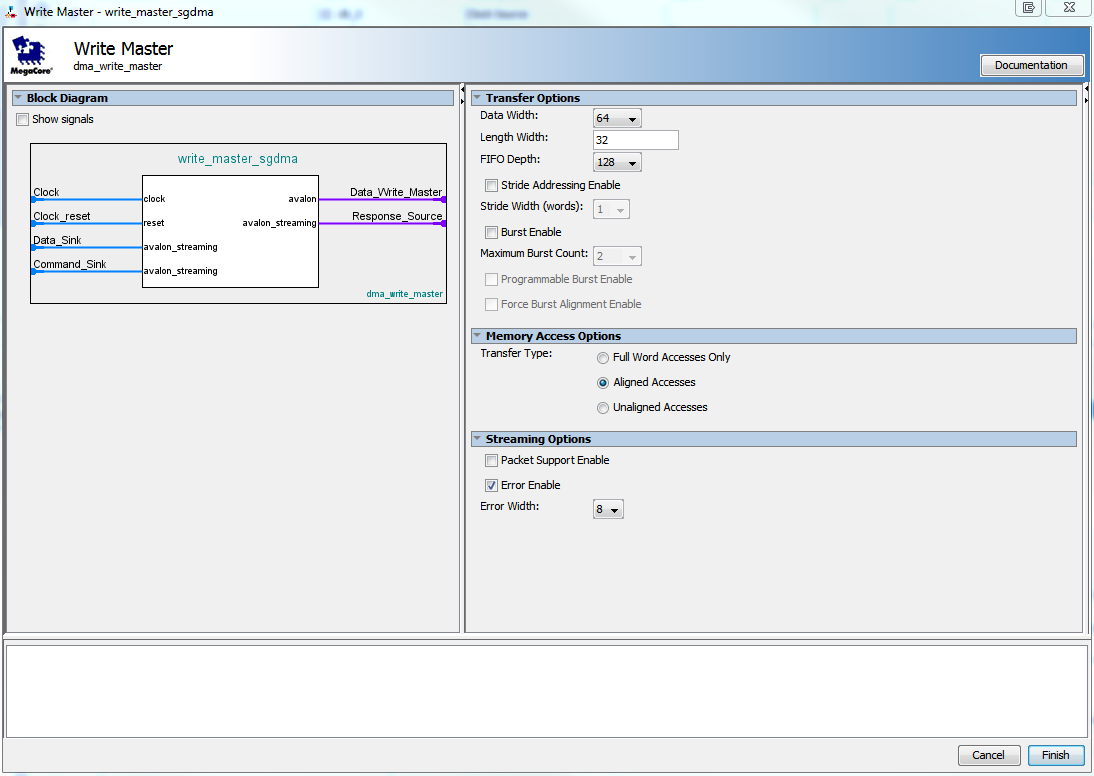 Write Master - write_master_sgdma
MegaCore®
Write Master
dma_write_master
Documentation
Block Diagram
Show signals
write_master_sgdma
Clock
clock
avalon
Data_Write_Master
Clock_reset
reset
avalon_streaming
Response_Source
Data_Sink
avalon_streaming
Command_Sink
avalon_streaming
dma_write_master
Transfer Options
Data Width: 64
Length Width: 32
FIFO Depth: 128
Stride Addressing Enable
Stride Width (words): 1
Burst Enable
Maximum Burst Count: 2
Programmable Burst Enable
Force Burst Alignment Enable
Memory Access Options
Transfer Type:
Full Word Accesses Only
Aligned Accesses
Unaligned Accesses
Streaming Options
Packet Support Enable
Error Enable
Error Width: 8
Cancel
Finish